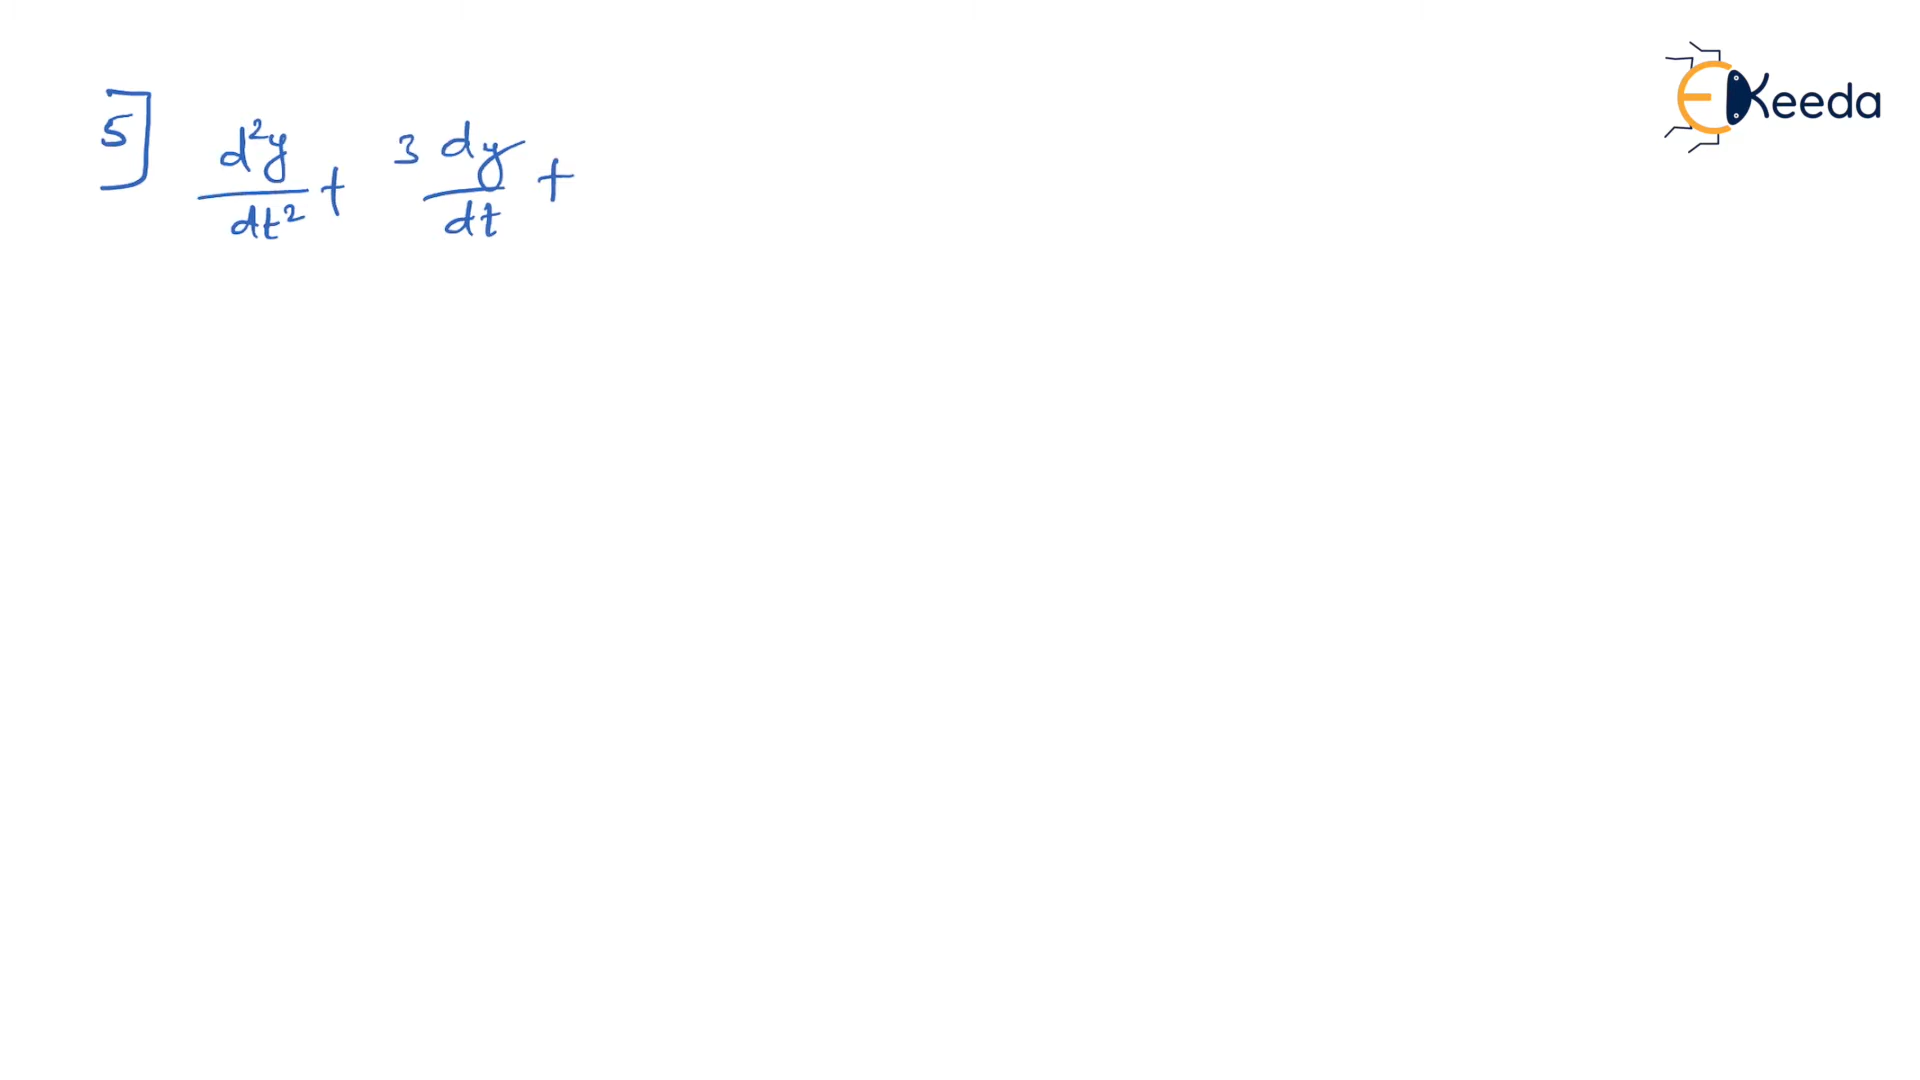 5] d²y/dt² + 3 dy/dt +
EKeeda